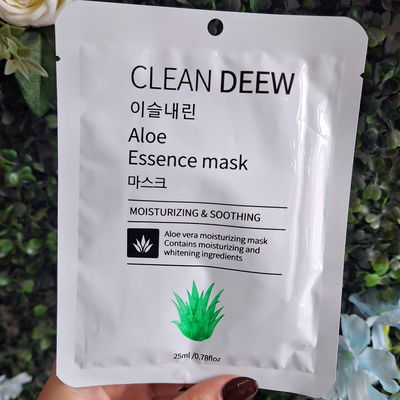 CLEAN DEEW
이슬내린
Aloe
Essence mask
마스크
MOISTURIZING & SOOTHING
Aloe vera moisturizing mask
Contains moisturizing and
whitening ingredients
25ml /0.78floz